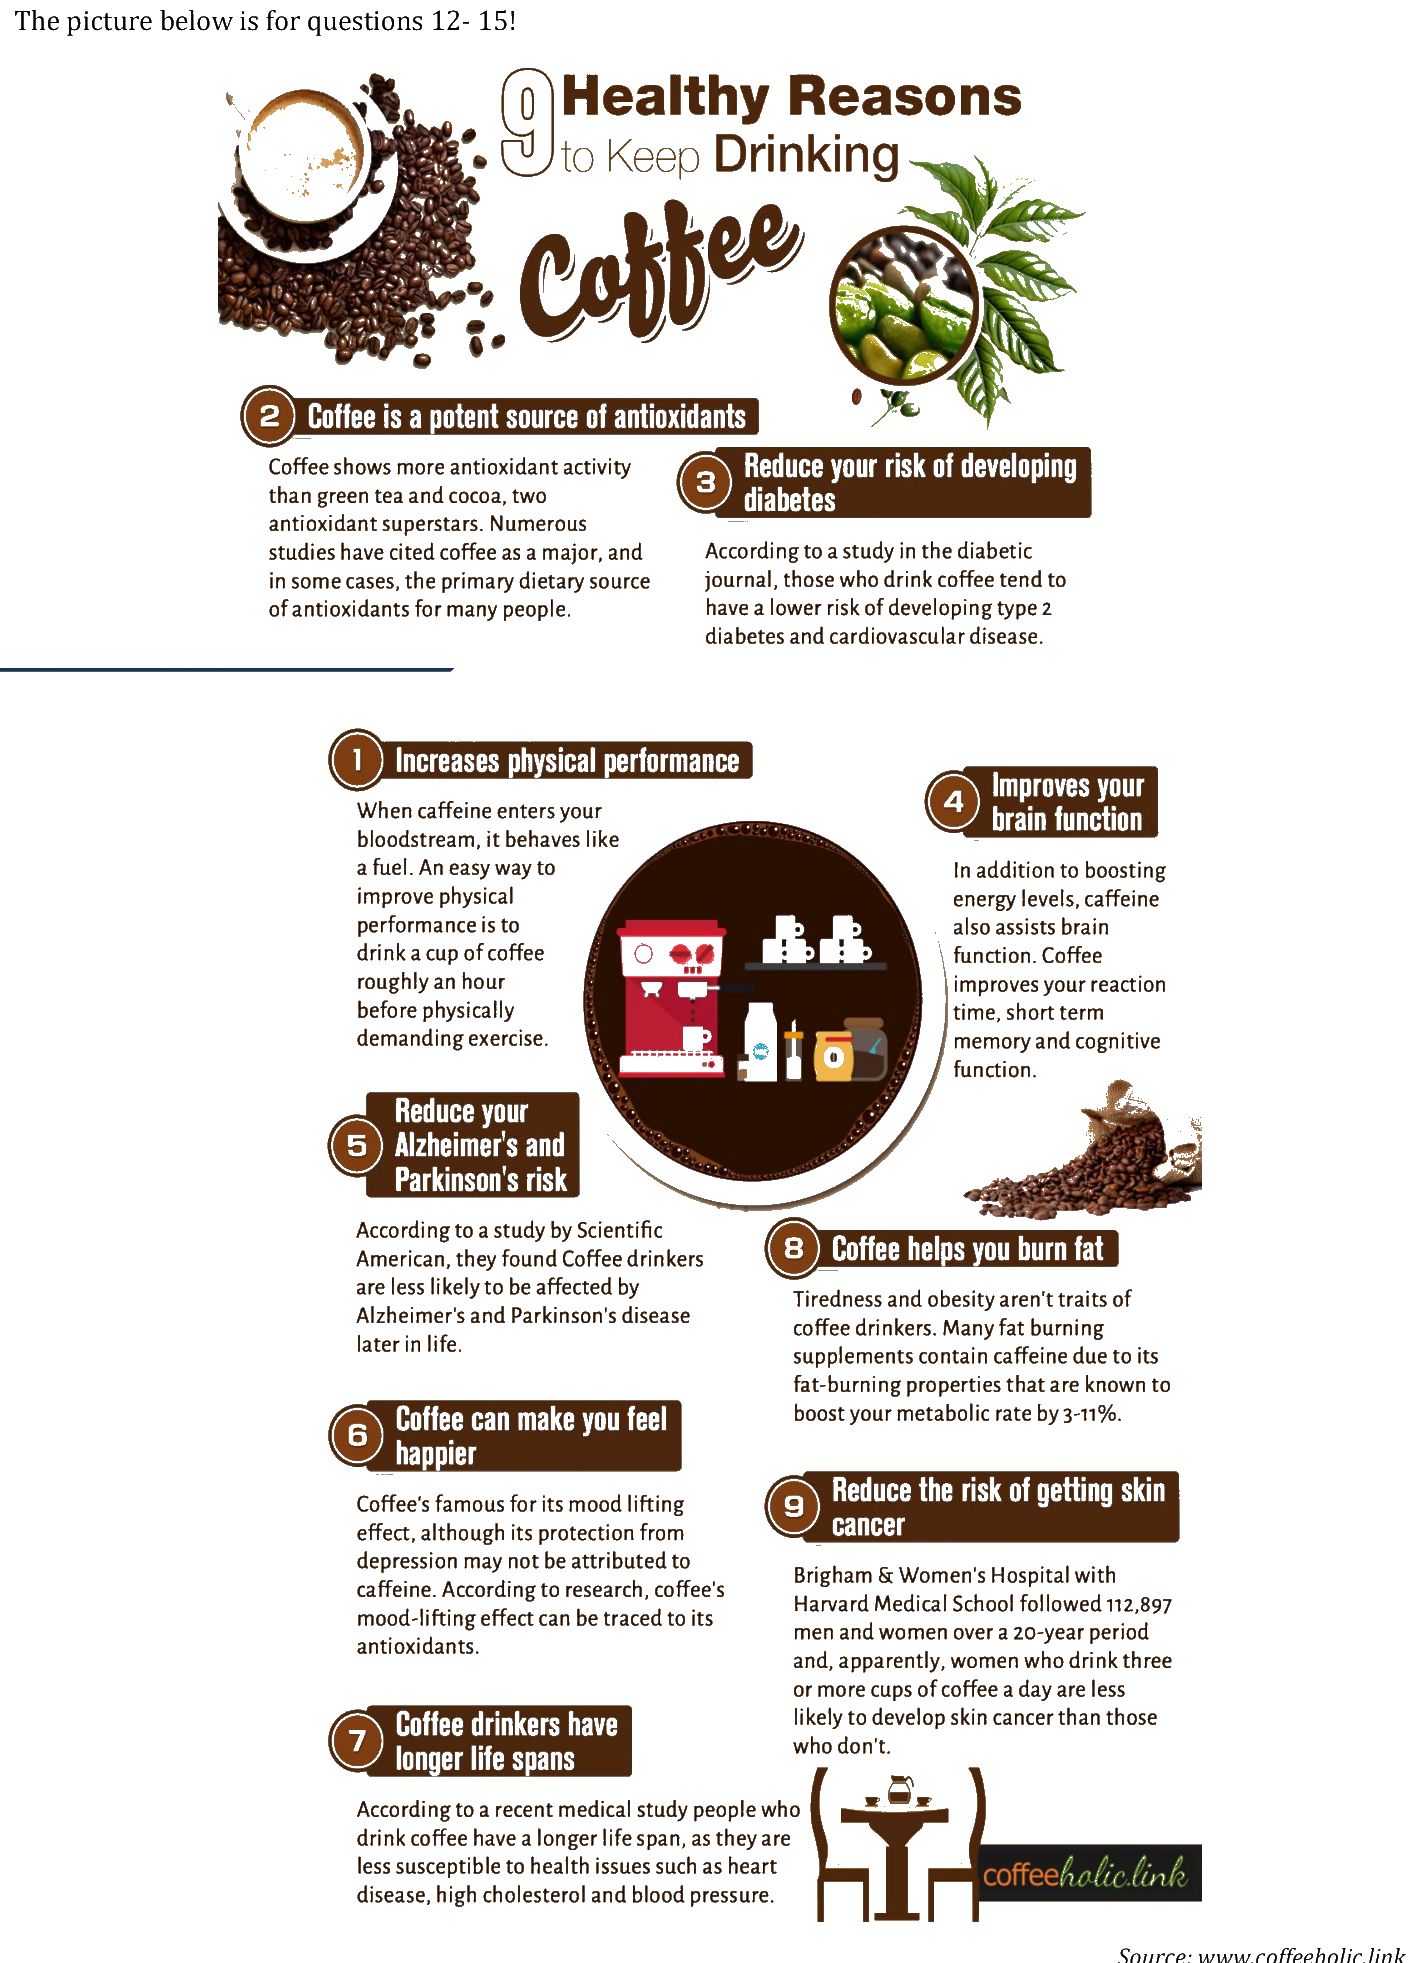 The picture below is for questions 12- 15!
9 Healthy Reasons
to Keep Drinking
Coffee
2 Coffee is a potent source of antioxidants
Coffee shows more antioxidant activity
than green tea and cocoa, two
antioxidant superstars. Numerous
studies have cited coffee as a major, and
in some cases, the primary dietary source
of antioxidants for many people.
3 Reduce your risk of developing
diabetes
According to a study in the diabetic
journal, those who drink coffee tend to
have a lower risk of developing type 2
diabetes and cardiovascular disease.
1 Increases physical performance
When caffeine enters your
bloodstream, it behaves like
a fuel. An easy way to
improve physical
performance is to
drink a cup of coffee
roughly an hour
before physically
demanding exercise.
4 Improves your
brain function
In addition to boosting
energy levels, caffeine
also assists brain
function. Coffee
improves your reaction
time, short term
memory and cognitive
function.
5 Reduce your
Alzheimer's and
Parkinson's risk
According to a study by Scientific
American, they found Coffee drinkers
are less likely to be affected by
Alzheimer's and Parkinson's disease
later in life.
8 Coffee helps you burn fat
Tiredness and obesity aren't traits of
coffee drinkers. Many fat burning
supplements contain caffeine due to its
fat-burning properties that are known to
boost your metabolic rate by 3-11%.
6 Coffee can make you feel
happier
Coffee's famous for its mood lifting
effect, although its protection from
depression may not be attributed to
caffeine. According to research, coffee's
mood-lifting effect can be traced to its
antioxidants.
9 Reduce the risk of getting skin
cancer
Brigham & Women's Hospital with
Harvard Medical School followed 112,897
men and women over a 20-year period
and, apparently, women who drink three
or more cups of coffee a day are less
likely to develop skin cancer than those
who don't.
7 Coffee drinkers have
longer life spans
According to a recent medical study people who
drink coffee have a longer life span, as they are
less susceptible to health issues such as heart
disease, high cholesterol and blood pressure.
coffeeholic.link
Source: www.coffeeholic.link